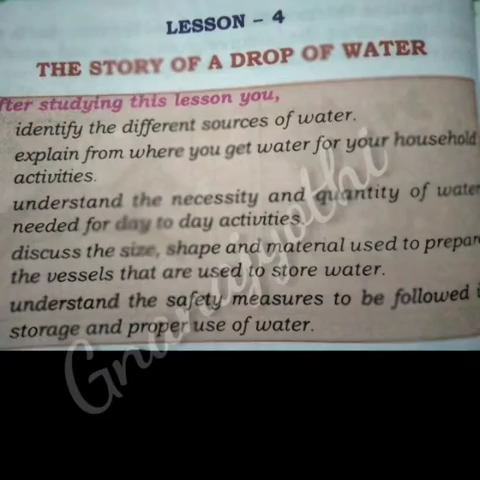 LESSON – 4
THE STORY OF A DROP OF WATER
fter studying this lesson you,
identify the different sources of water.
explain from where you get water for your household
activities.
understand the necessity and quantity of water
needed for day to day activities.
discuss the size, shape and material used to prepar
the vessels that are used to store water.
understand the safety measures to be followed i
storage and proper use of water.
Gnanajyothi